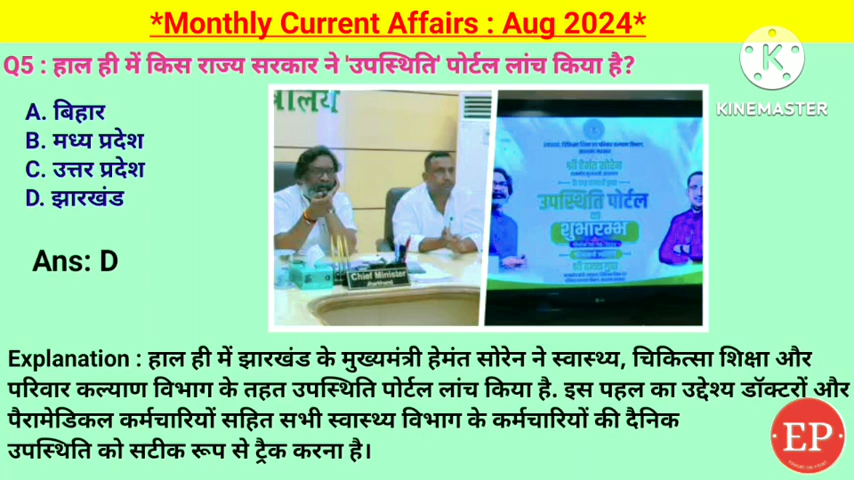 *Monthly Current Affairs : Aug 2024*
Q5 : हाल ही में किस राज्य सरकार ने 'उपस्थिति' पोर्टल लांच किया है?
KINEMASTER
A. बिहार
B. मध्य प्रदेश
C. उत्तर प्रदेश
D. झारखंड
Ans: D
Chief Minister
Jharkhand
श्री हेमंत सोरेन
उपस्थिति पोर्टल
का
शुभारम्भ
Explanation : हाल ही में झारखंड के मुख्यमंत्री हेमंत सोरेन ने स्वास्थ्य, चिकित्सा शिक्षा और
परिवार कल्याण विभाग के तहत उपस्थिति पोर्टल लांच किया है. इस पहल का उद्देश्य डॉक्टरों और
पैरामेडिकल कर्मचारियों सहित सभी स्वास्थ्य विभाग के कर्मचारियों की दैनिक
उपस्थिति को सटीक रूप से ट्रैक करना है।
EP